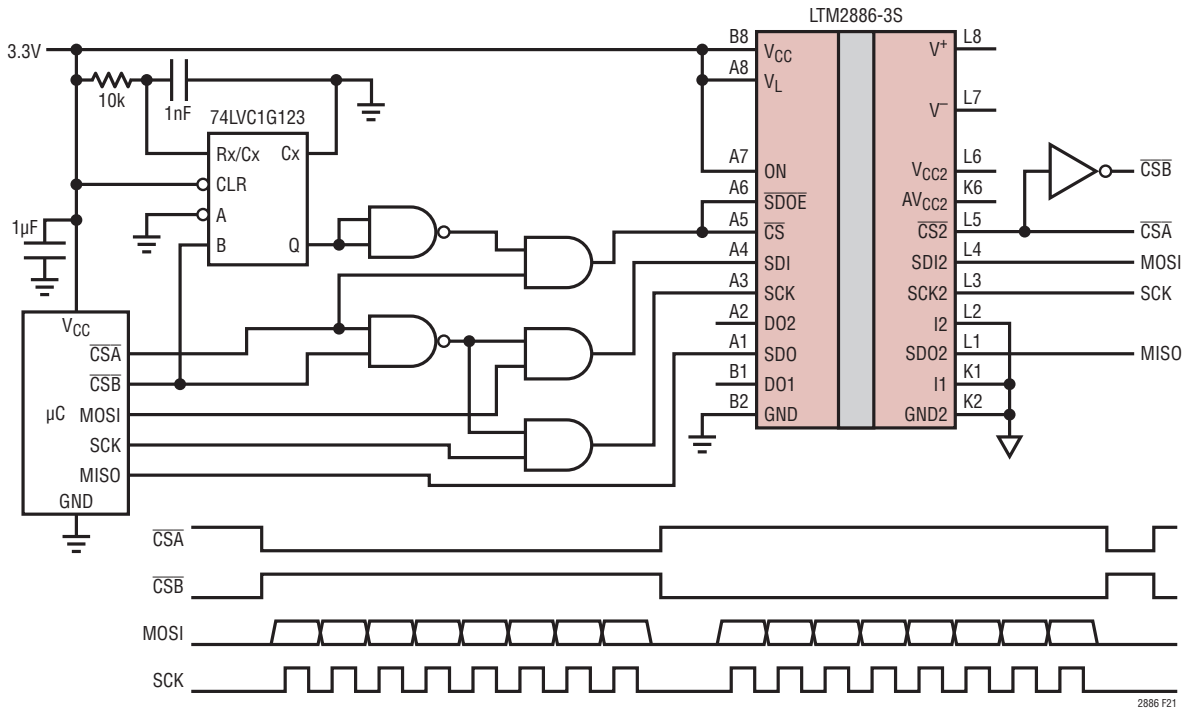 LTM2886-3S
3.3V
10k
1nF
74LVC1G123
Rx/Cx
Cx
CLR
A
B
Q
1µF
VCC
CSA
CSB
µC
MOSI
SCK
MISO
GND
B8
VCC
A8
VL
A7
ON
A6
SDOE
A5
CS
A4
SDI
A3
SCK
A2
DO2
A1
SDO
B1
DO1
B2
GND
V+
L8
V−
L7
VCC2
L6
AVCC2
K6
CS2
L5
SDI2
L4
SCK2
L3
I2
L2
SDO2
L1
I1
K1
GND2
K2
CSB
CSA
MOSI
SCK
MISO
CSA
CSB
MOSI
SCK
2886 F21